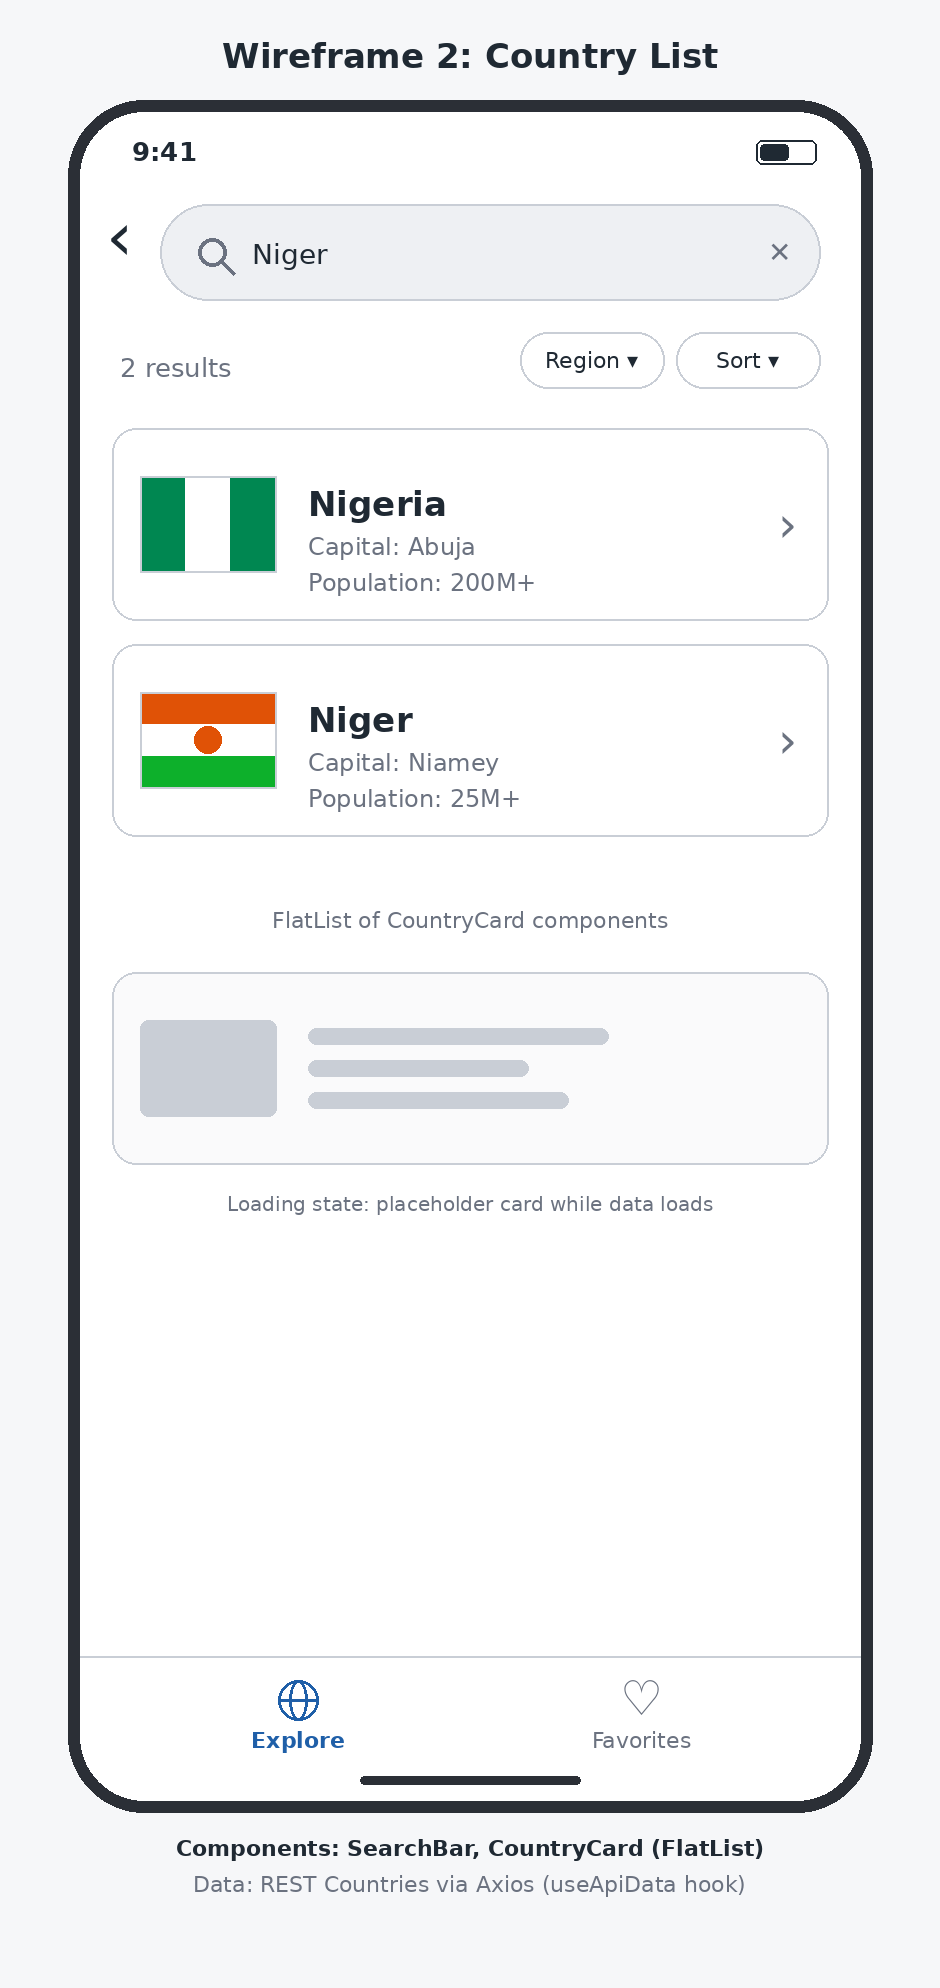 Wireframe 2: Country List
9:41
‹
Niger ✕
2 results
Region ▾
Sort ▾
Nigeria
Capital: Abuja
Population: 200M+
›
Niger
Capital: Niamey
Population: 25M+
›
FlatList of CountryCard components
Loading state: placeholder card while data loads
Explore
♡
Favorites
Components: SearchBar, CountryCard (FlatList)
Data: REST Countries via Axios (useApiData hook)